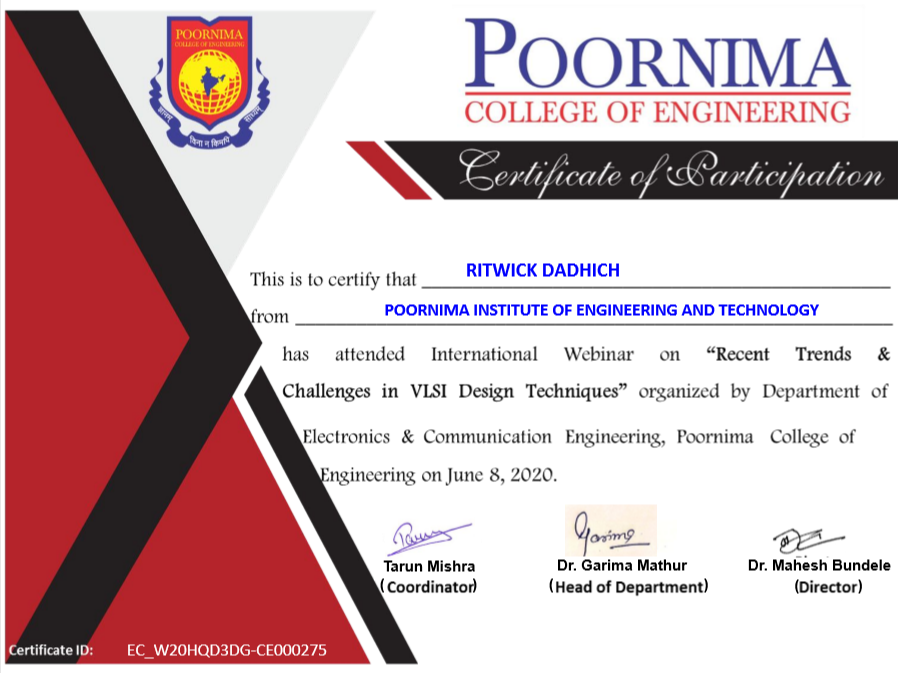 POORNIMA
COLLEGE OF ENGINEERING
विना न किमपि
POORNIMA
COLLEGE OF ENGINEERING
Certificate of Participation
This is to certify that RITWICK DADHICH
from POORNIMA INSTITUTE OF ENGINEERING AND TECHNOLOGY
has attended International Webinar on “Recent Trends &
Challenges in VLSI Design Techniques” organized by Department of
Electronics & Communication Engineering, Poornima College of
Engineering on June 8, 2020.
Tarun Mishra Dr. Garima Mathur Dr. Mahesh Bundele
(Coordinator) (Head of Department) (Director)
Certificate ID: EC_W20HQD3DG-CE000275